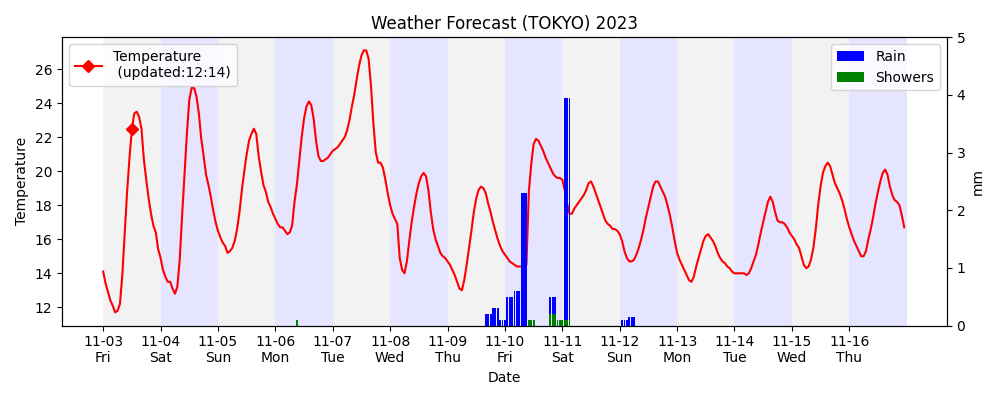 Weather Forecast (TOKYO) 2023
Temperature
(updated:12:14)
Rain
Showers
Temperature
26
24
22
20
18
16
14
12
5
4
3
2
1
0
mm
11-03 11-04 11-05 11-06 11-07 11-08 11-09 11-10 11-11 11-12 11-13 11-14 11-15 11-16
Fri Sat Sun Mon Tue Wed Thu Fri Sat Sun Mon Tue Wed Thu
Date